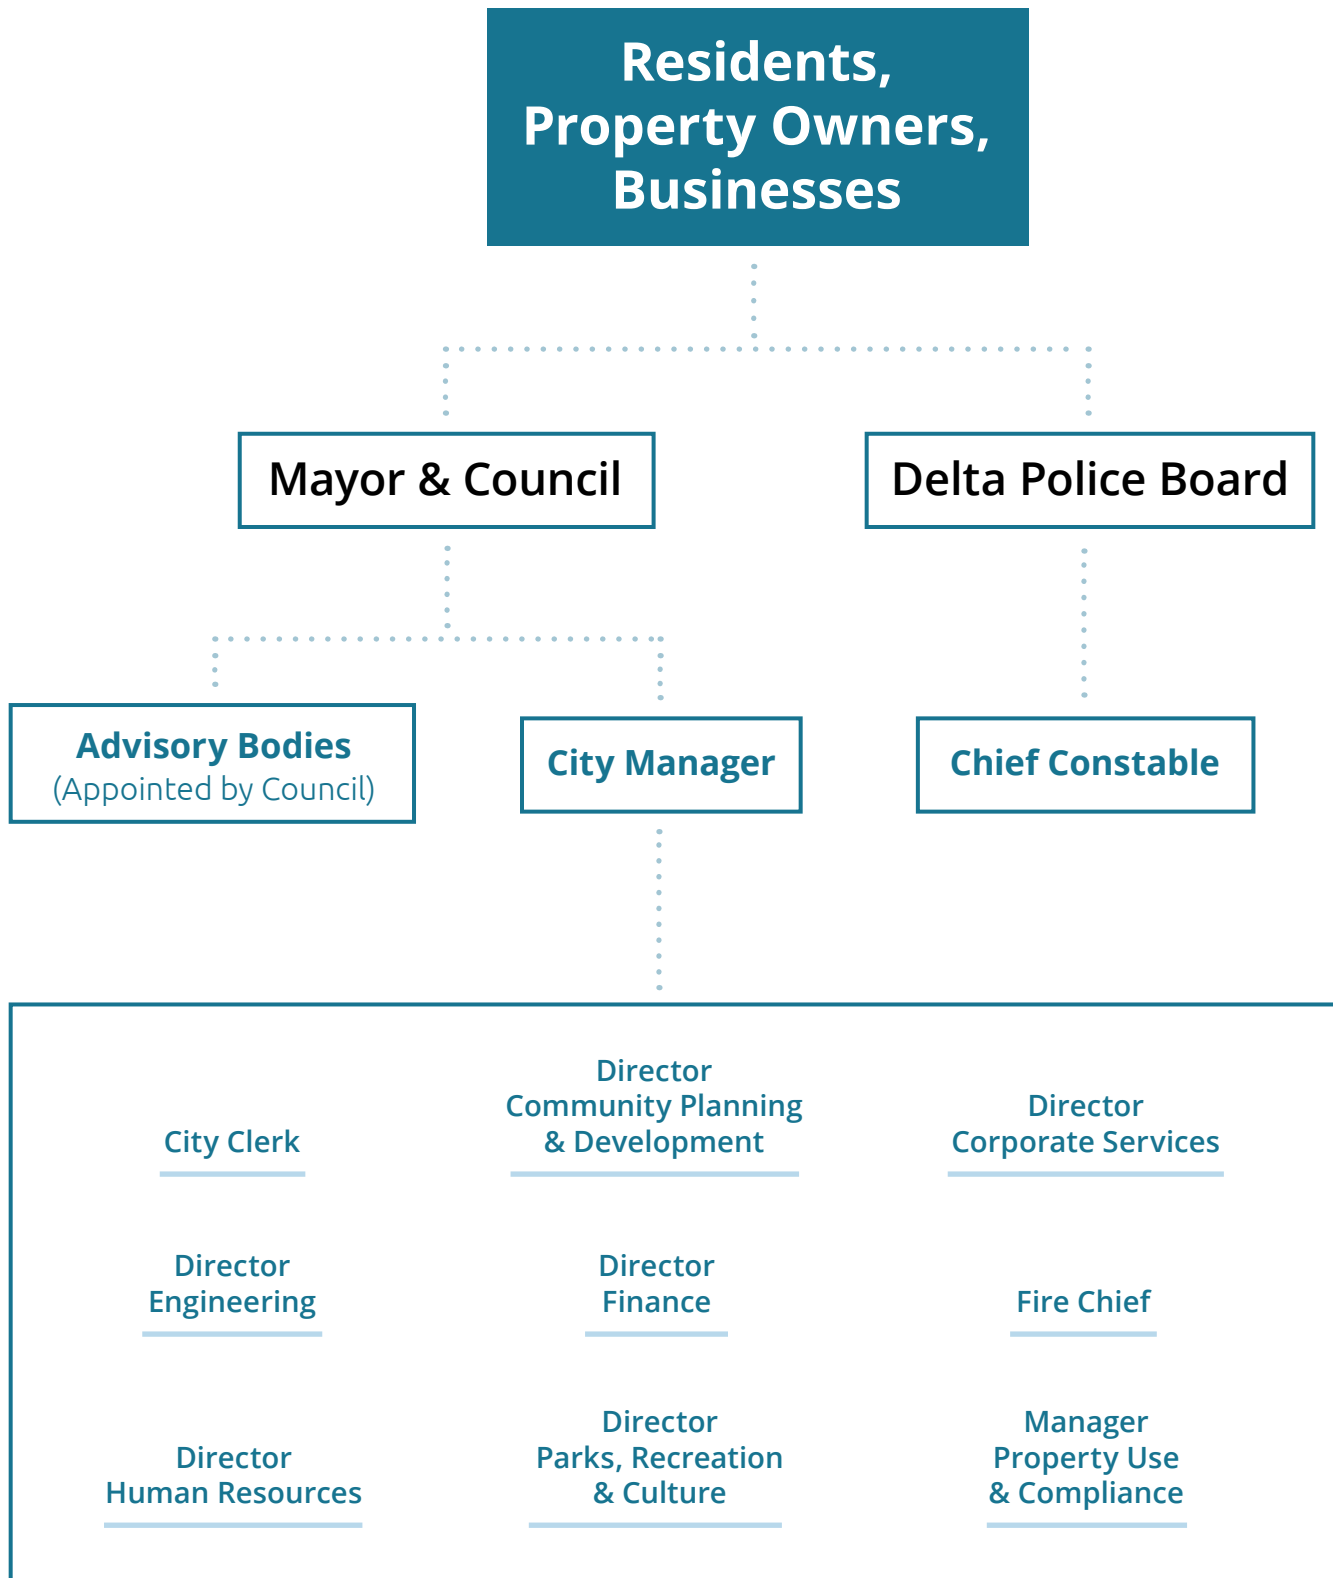 Residents,
Property Owners,
Businesses
Mayor & Council
Delta Police Board
Advisory Bodies
(Appointed by Council)
City Manager
Chief Constable
City Clerk
Director
Community Planning
& Development
Director
Corporate Services
Director
Engineering
Director
Finance
Fire Chief
Director
Human Resources
Director
Parks, Recreation
& Culture
Manager
Property Use
& Compliance